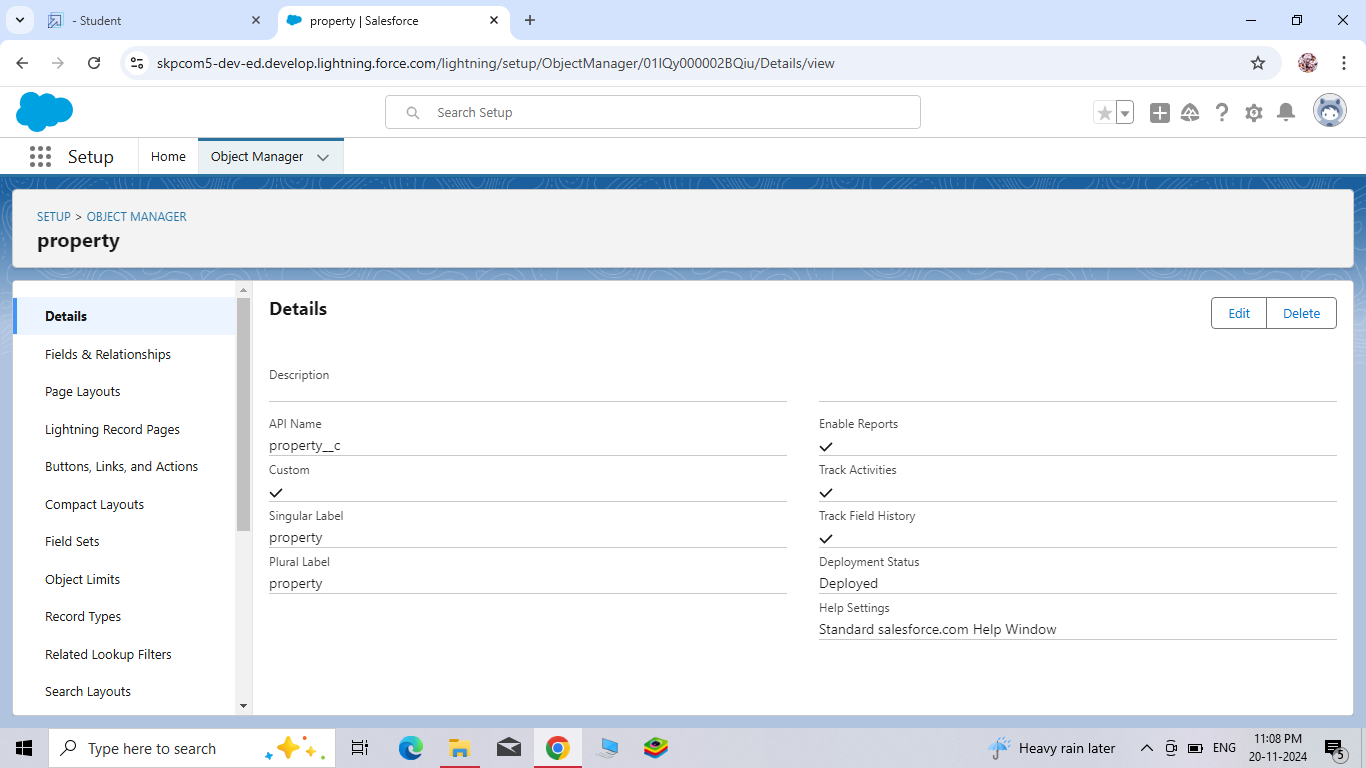 - Student
property | Salesforce
skpcom5-dev-ed.develop.lightning.force.com/lightning/setup/ObjectManager/01IQy000002BQiu/Details/view
Search Setup
Setup
Home
Object Manager
SETUP > OBJECT MANAGER
property
Details
Fields & Relationships
Page Layouts
Lightning Record Pages
Buttons, Links, and Actions
Compact Layouts
Field Sets
Object Limits
Record Types
Related Lookup Filters
Search Layouts
Details
Edit
Delete
Description
API Name
property__c
Custom
Singular Label
property
Plural Label
property
Enable Reports
Track Activities
Track Field History
Deployment Status
Deployed
Help Settings
Standard salesforce.com Help Window
Type here to search
Heavy rain later
ENG
11:08 PM
20-11-2024
5